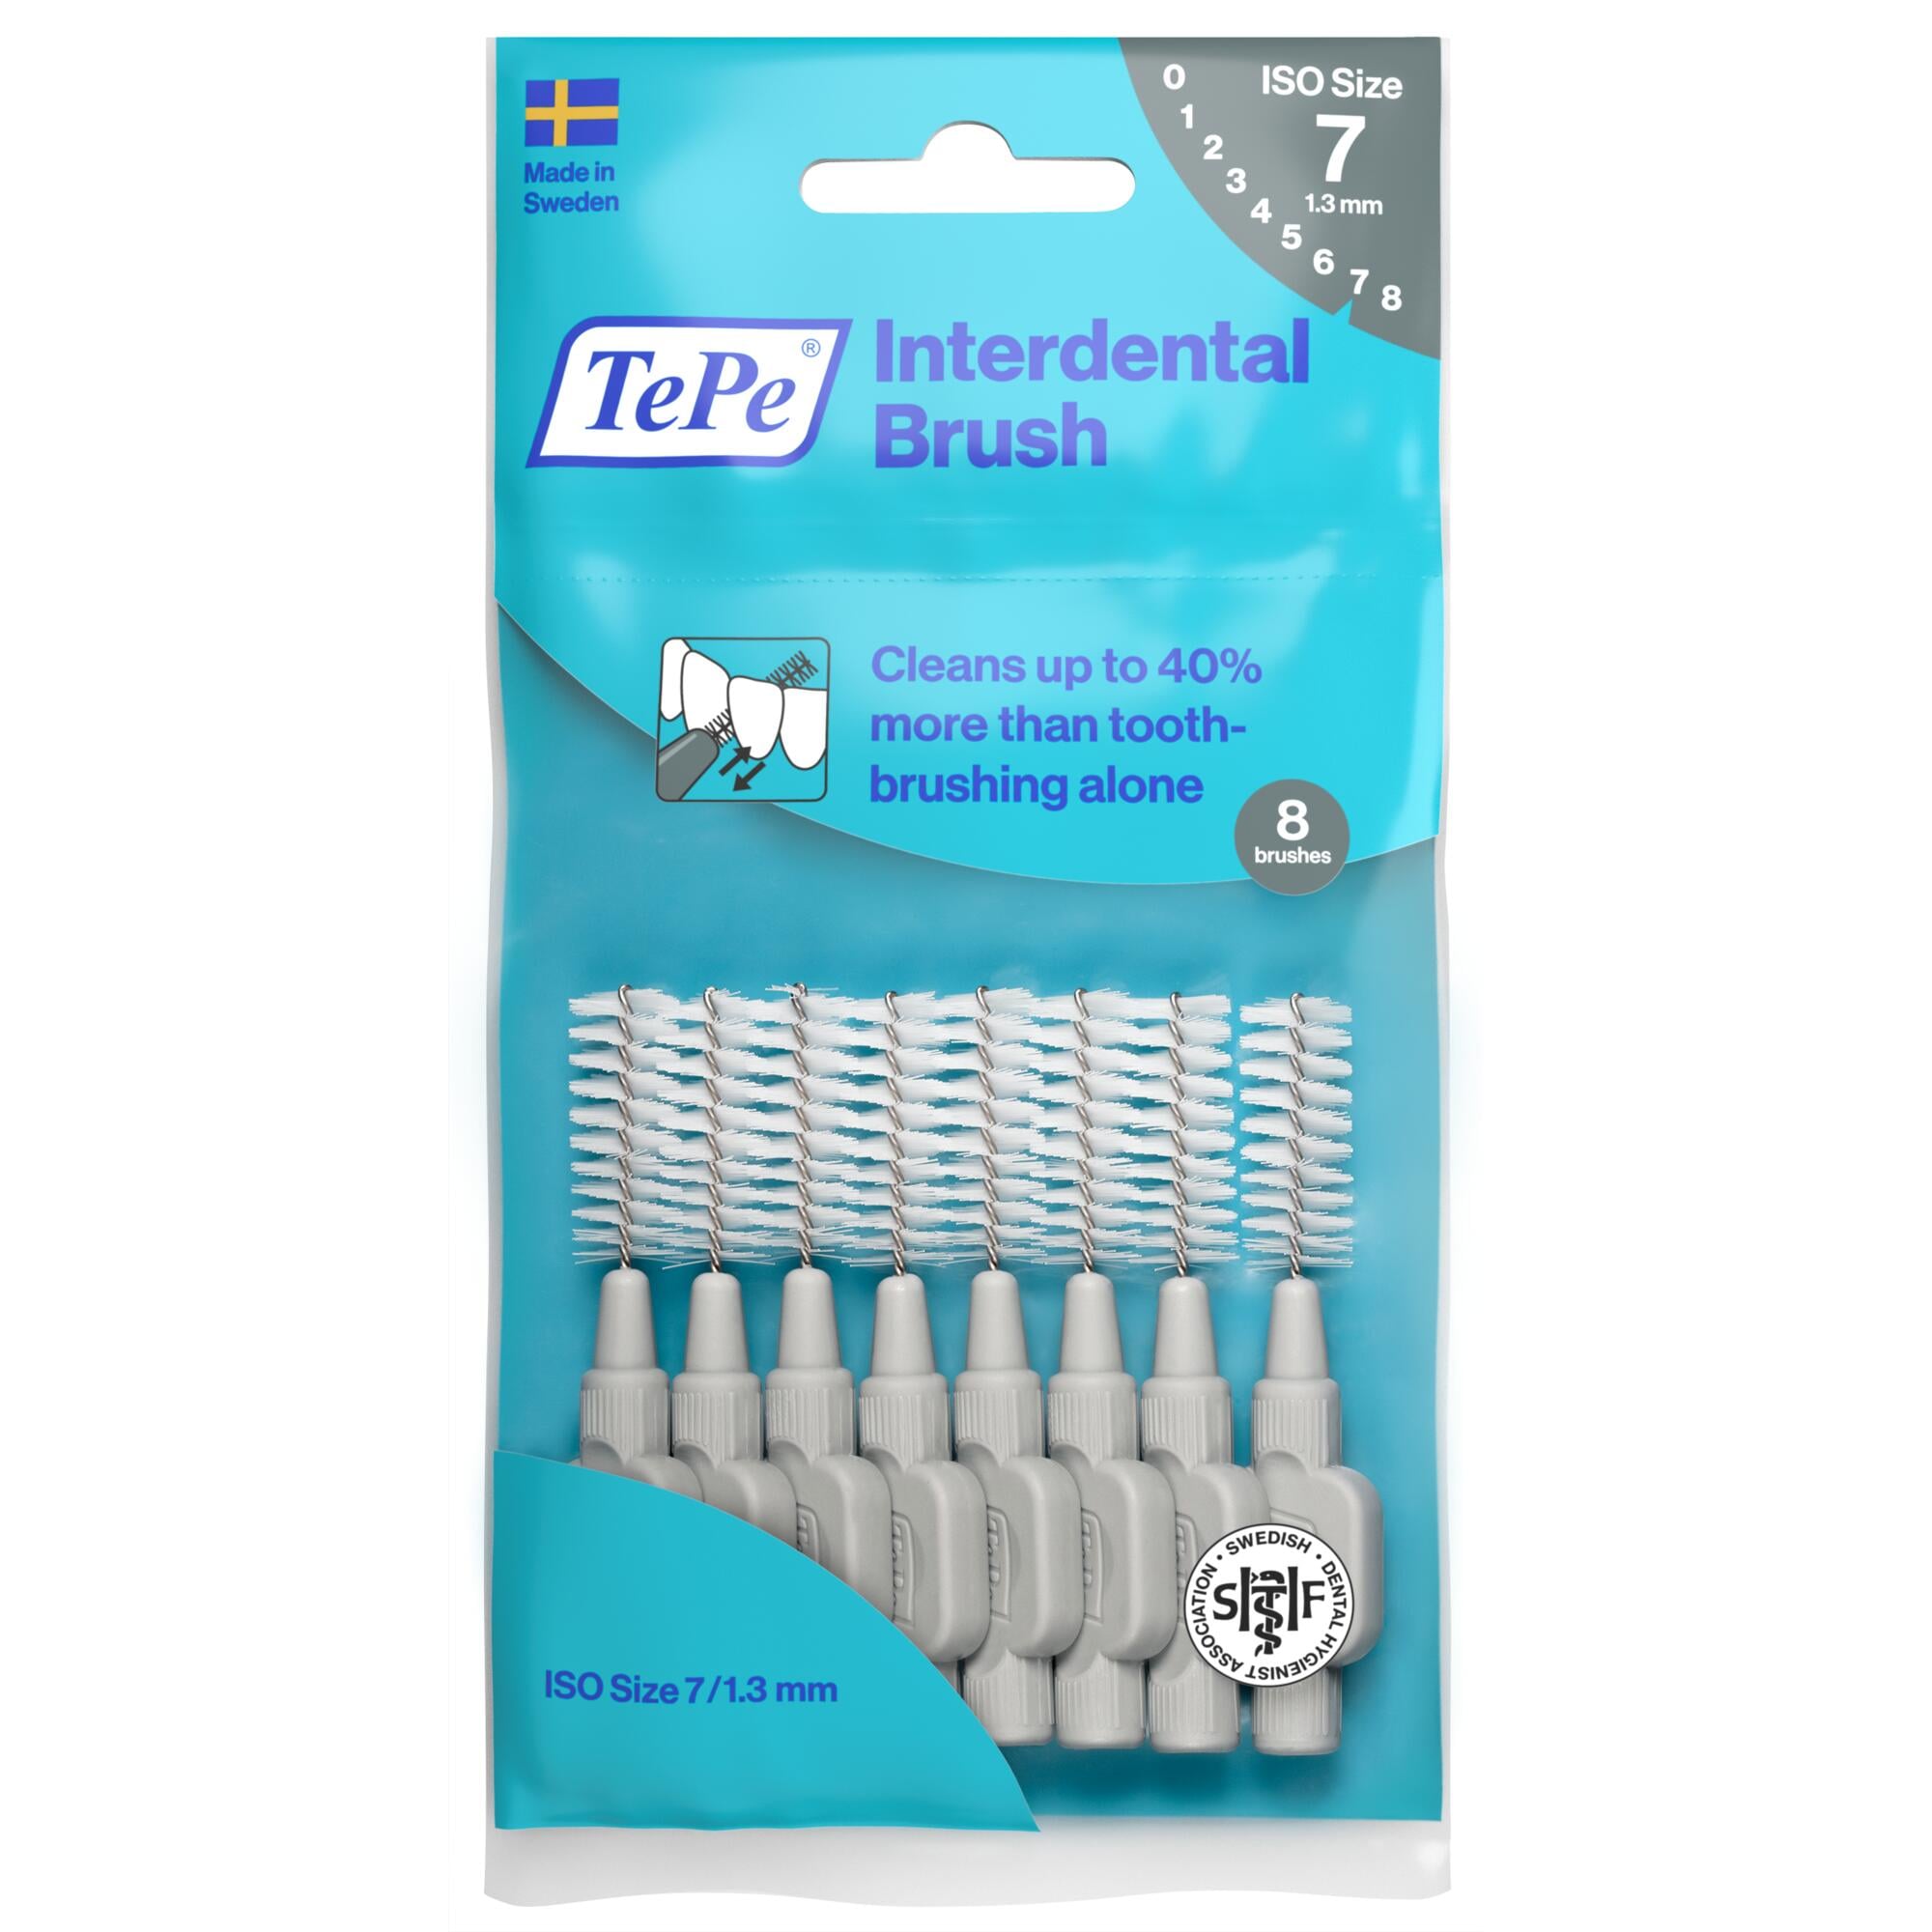 Made in
Sweden
0
1
2
3
4
5
6
7
8
ISO Size
7
1.3 mm
TePe®
Interdental
Brush
Cleans up to 40%
more than tooth-
brushing alone
8
brushes
ISO Size 7/1.3 mm
SWEDISH • DENTAL HYGIENIST ASSOCIATION •
STF